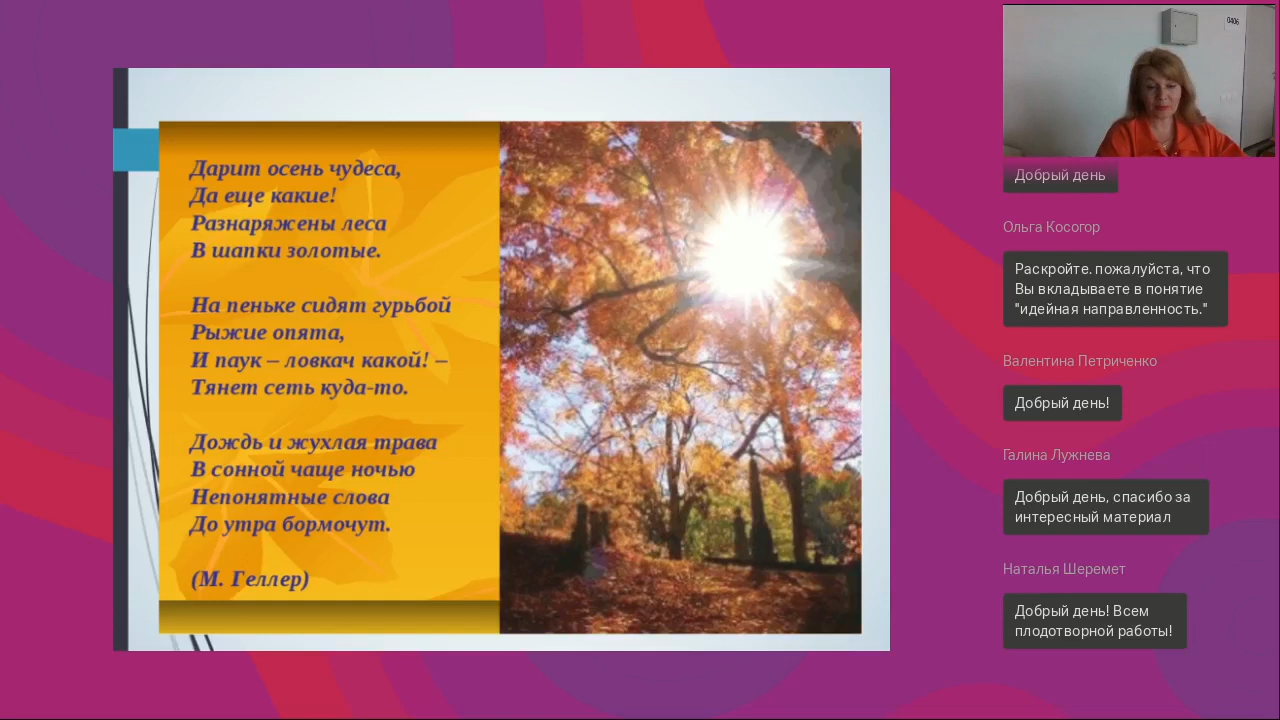 Дарит осень чудеса,
Да еще какие!
Разнаряжены леса
В шапки золотые.
На пеньке сидят гурьбой
Рыжие опята,
И паук – ловкач какой! –
Тянет сеть куда-то.
Дождь и жухлая трава
В сонной чаще ночью
Непонятные слова
До утра бормочут.
(М. Геллер)
0406
Добрый день
Ольга Косогор
Раскройте. пожалуйста, что
Вы вкладываете в понятие
"идейная направленность."
Валентина Петриченко
Добрый день!
Галина Лужнева
Добрый день, спасибо за
интересный материал
Наталья Шеремет
Добрый день! Всем
плодотворной работы!